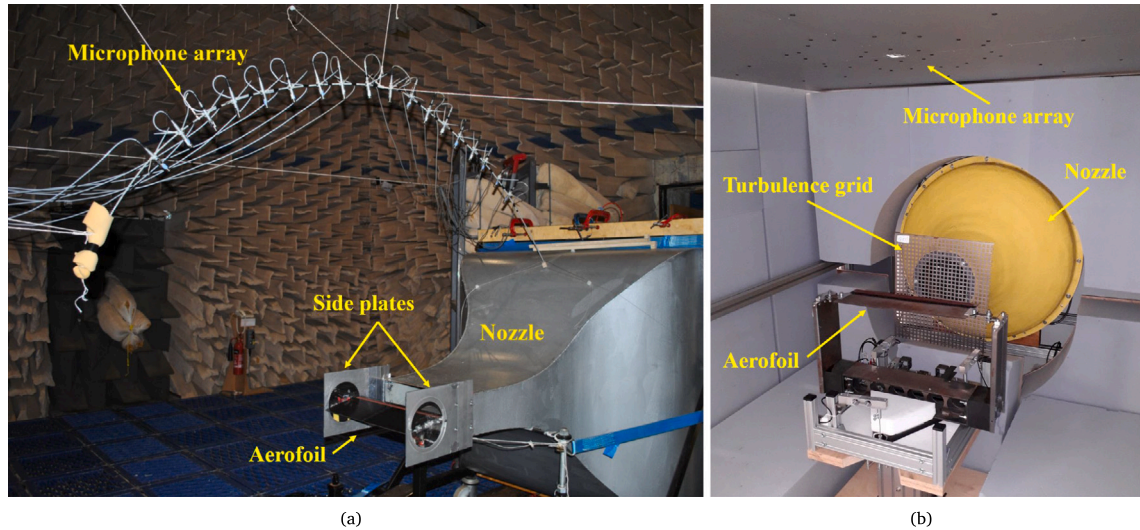 Microphone array
Side plates
Nozzle
Aerofoil
(a)
Microphone array
Turbulence grid
Nozzle
Aerofoil
(b)